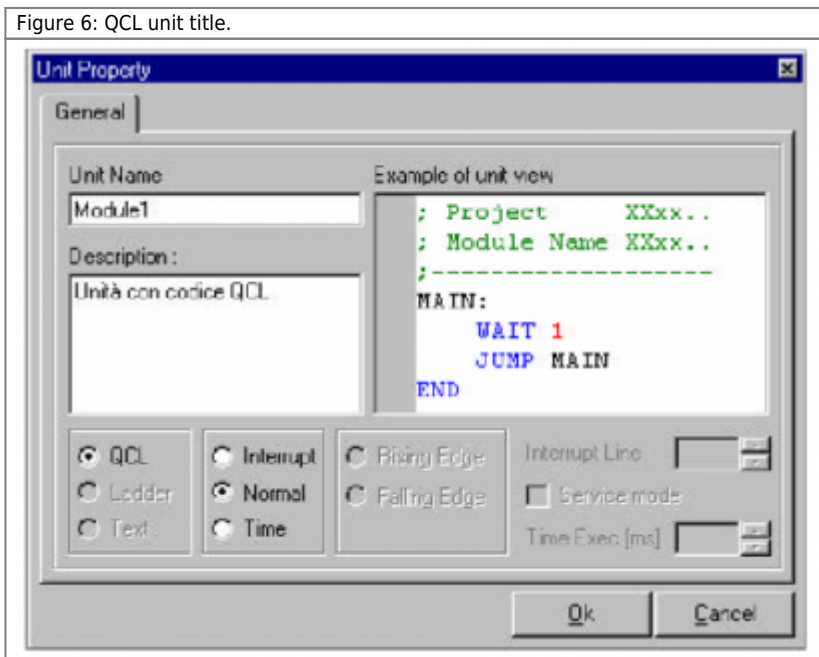 Figure 6: QCL unit title.
Unit Property
General
Unit Name
Module1
Description :
Unità con codice QCL
Example of unit view
; Project XXxx..
; Module Name XXxx..
;--------------------
MAIN:
WAIT 1
JUMP MAIN
END
QCL
Ladder
Text
Interrupt
Normal
Time
Rising Edge
Falling Edge
Interrupt Line
Service mode
Time Exec [ms]
Ok
Cancel